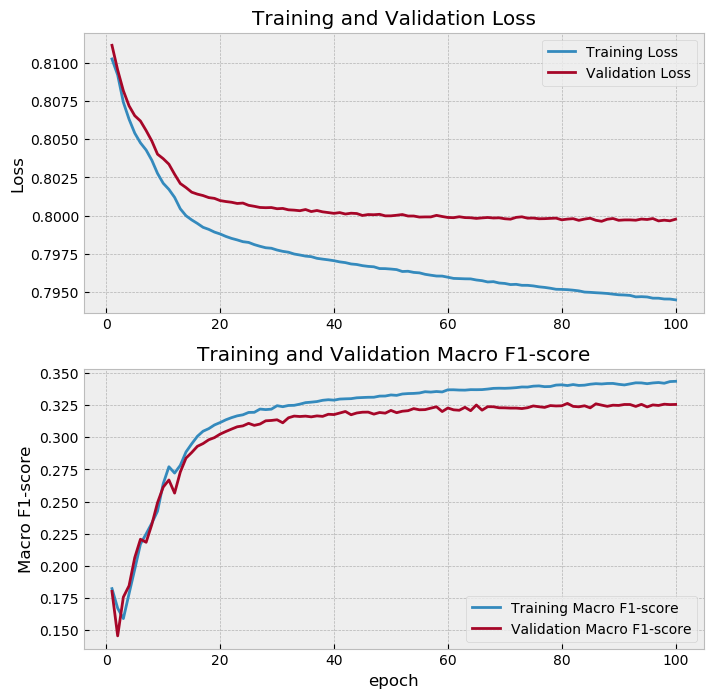 Training and Validation Loss
Training Loss
Validation Loss
0.8100
0.8075
0.8050
0.8025
0.8000
0.7975
0.7950
Loss
0 20 40 60 80 100
Training and Validation Macro F1-score
0.350
0.325
0.300
0.275
0.250
0.225
0.200
0.175
0.150
Macro F1-score
Training Macro F1-score
Validation Macro F1-score
0 20 40 60 80 100
epoch